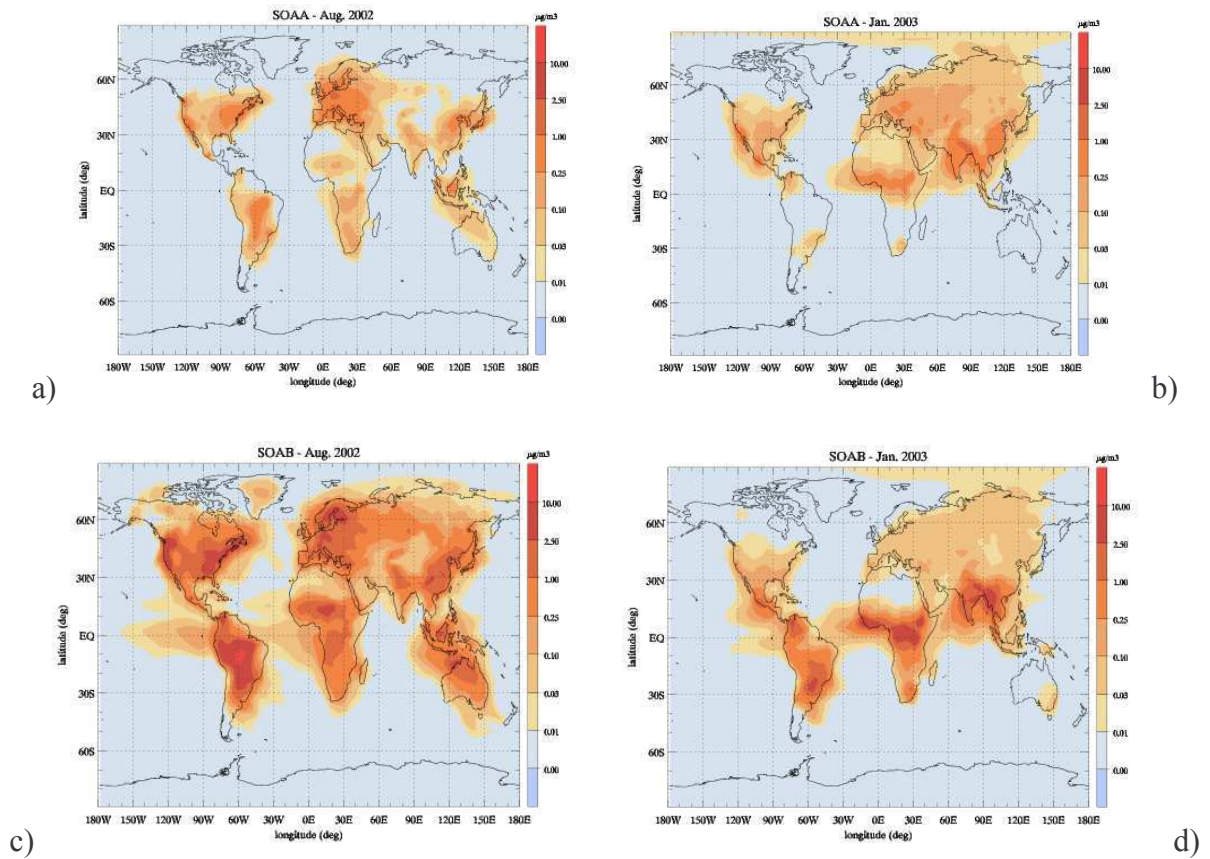 SOAA - Aug. 2002
µg/m3
10.00
2.50
1.00
0.25
0.10
0.03
0.01
0.00
60N
30N
EQ
30S
60S
latitude (deg)
180W 150W 120W 90W 60W 30W 0E 30E 60E 90E 120E 150E 180E
longitude (deg)
a)
SOAA - Jan. 2003
µg/m3
10.00
2.50
1.00
0.25
0.10
0.03
0.01
0.00
60N
30N
EQ
30S
60S
latitude (deg)
180W 150W 120W 90W 60W 30W 0E 30E 60E 90E 120E 150E 180E
longitude (deg)
b)
SOAB - Aug. 2002
µg/m3
10.00
2.50
1.00
0.25
0.10
0.03
0.01
0.00
60N
30N
EQ
30S
60S
latitude (deg)
180W 150W 120W 90W 60W 30W 0E 30E 60E 90E 120E 150E 180E
longitude (deg)
c)
SOAB - Jan. 2003
µg/m3
10.00
2.50
1.00
0.25
0.10
0.03
0.01
0.00
60N
30N
EQ
30S
60S
latitude (deg)
180W 150W 120W 90W 60W 30W 0E 30E 60E 90E 120E 150E 180E
longitude (deg)
d)